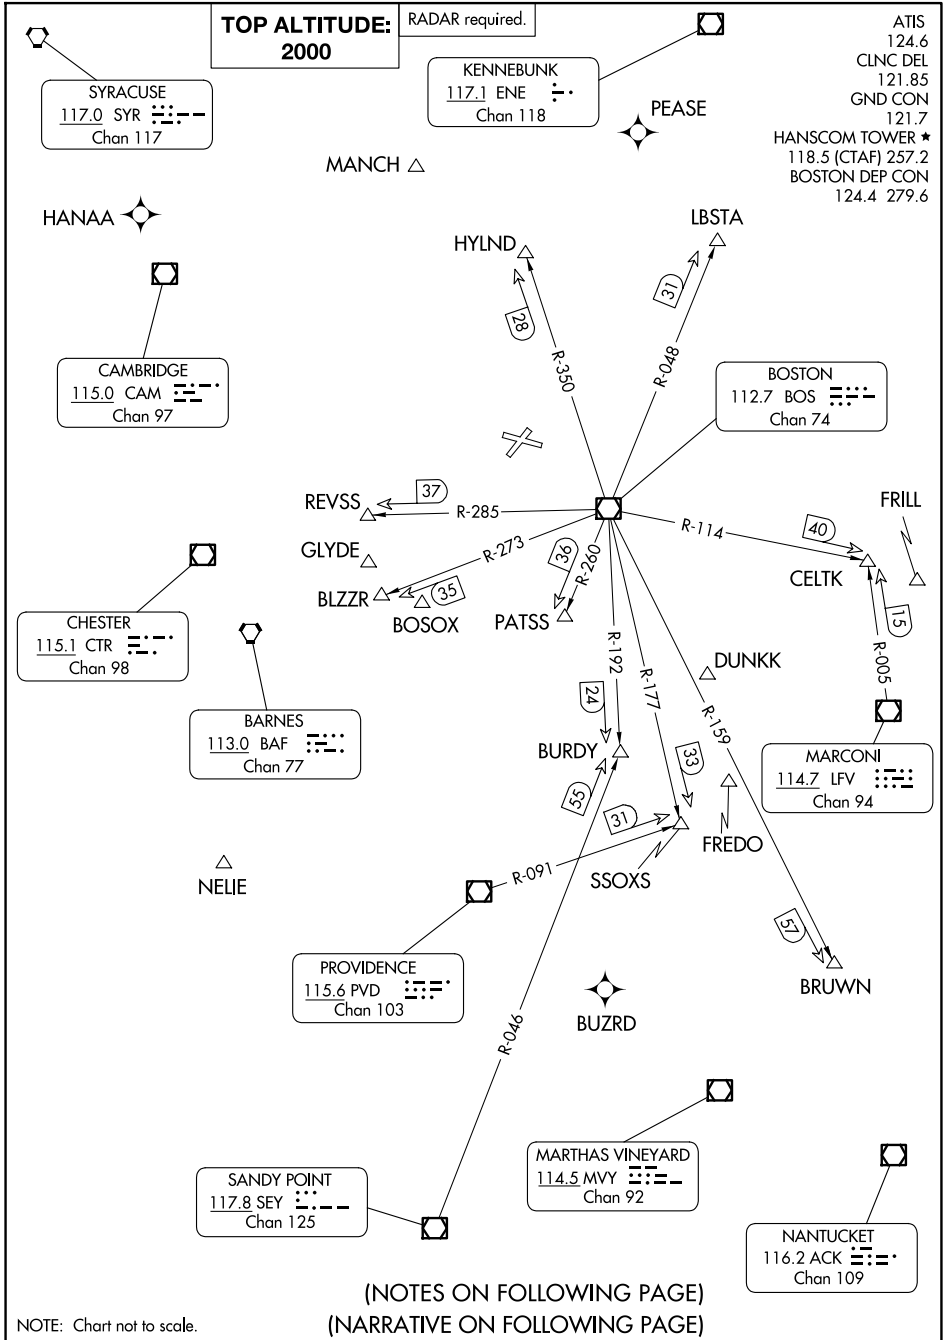 TOP ALTITUDE:
2000
RADAR required.
ATIS
124.6
CLNC DEL
121.85
GND CON
121.7
HANSCOM TOWER ★
118.5 (CTAF) 257.2
BOSTON DEP CON
124.4 279.6
SYRACUSE
117.0 SYR
Chan 117
KENNEBUNK
117.1 ENE
Chan 118
PEASE
MANCH
HANAA
LBSTA
HYLND
31
28
CAMBRIDGE
115.0 CAM
Chan 97
R-350
R-048
BOSTON
112.7 BOS
Chan 74
REVSS
37
R-285
FRILL
R-114
40
GLYDE
R-273
36
R-260
CELTK
BLZZR
35
BOSOX
PATSS
15
CHESTER
115.1 CTR
Chan 98
R-192
R-177
DUNKK
R-005
24
R-159
BARNES
113.0 BAF
Chan 77
BURDY
33
MARCONI
114.7 LFV
Chan 94
55
31
FREDO
NELIE
R-091
SSOXS
57
PROVIDENCE
115.6 PVD
Chan 103
BRUWN
BUZRD
R-046
MARTHAS VINEYARD
114.5 MVY
Chan 92
SANDY POINT
117.8 SEY
Chan 125
NANTUCKET
116.2 ACK
Chan 109
(NOTES ON FOLLOWING PAGE)
NOTE: Chart not to scale.
(NARRATIVE ON FOLLOWING PAGE)